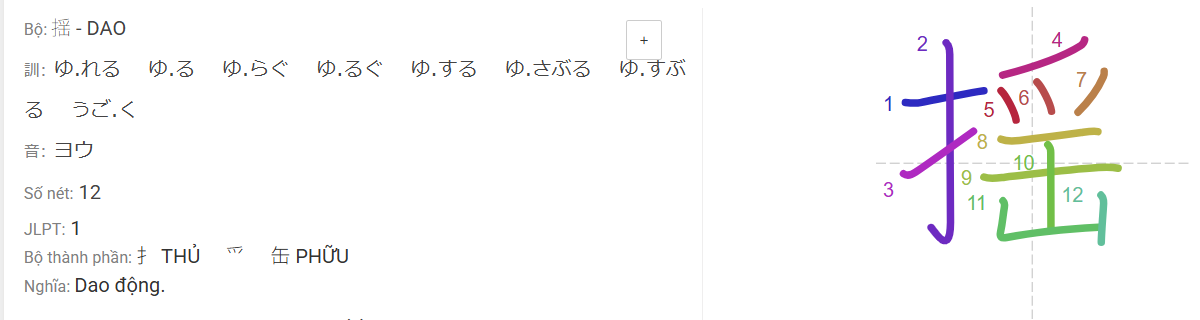 Bộ: 揺 - DAO
+
訓: ゆ.れる ゆ.る ゆ.らぐ ゆ.るぐ ゆ.する ゆ.さぶる ゆ.すぶ
る うご.く
音: ヨウ
Số nét: 12
JLPT: 1
Bộ thành phần: 扌 THỦ 爫 缶 PHỮU
Nghĩa: Dao động.
揺
1
2
3
4
5
6
7
8
9
10
11
12